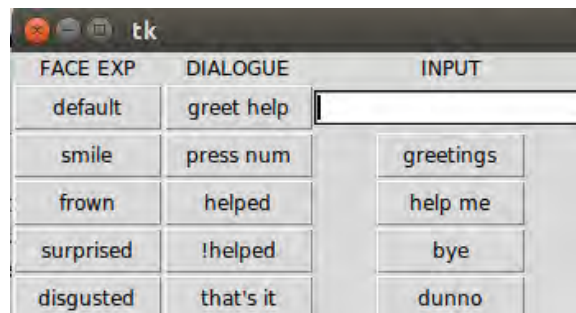 tk
FACE EXP DIALOGUE INPUT
default greet help
smile press num greetings
frown helped help me
surprised !helped bye
disgusted that's it dunno